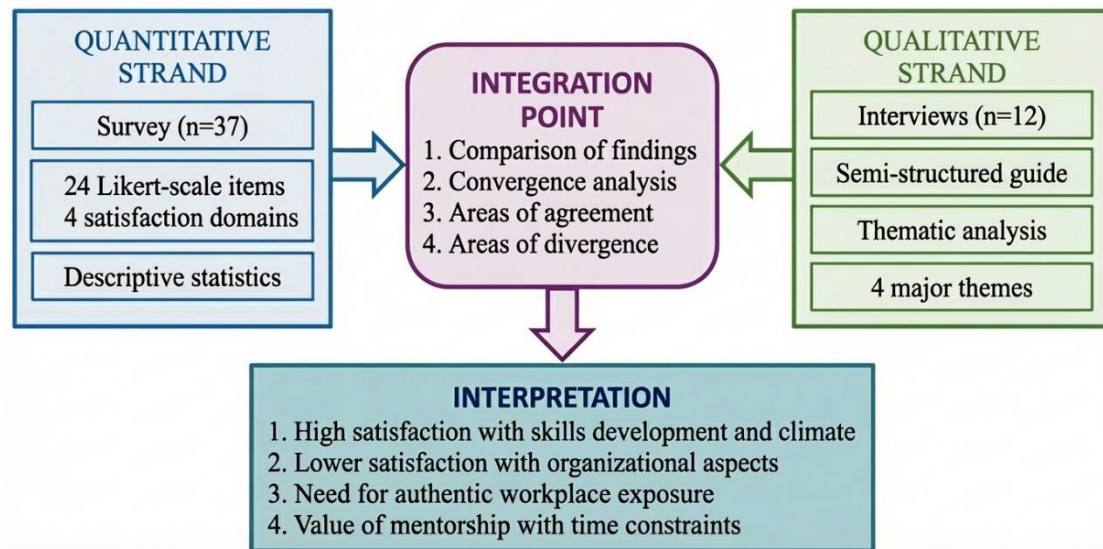 QUANTITATIVE
STRAND
Survey (n=37)
24 Likert-scale items
4 satisfaction domains
Descriptive statistics
INTEGRATION
POINT
1. Comparison of findings
2. Convergence analysis
3. Areas of agreement
4. Areas of divergence
QUALITATIVE
STRAND
Interviews (n=12)
Semi-structured guide
Thematic analysis
4 major themes
INTERPRETATION
1. High satisfaction with skills development and climate
2. Lower satisfaction with organizational aspects
3. Need for authentic workplace exposure
4. Value of mentorship with time constraints